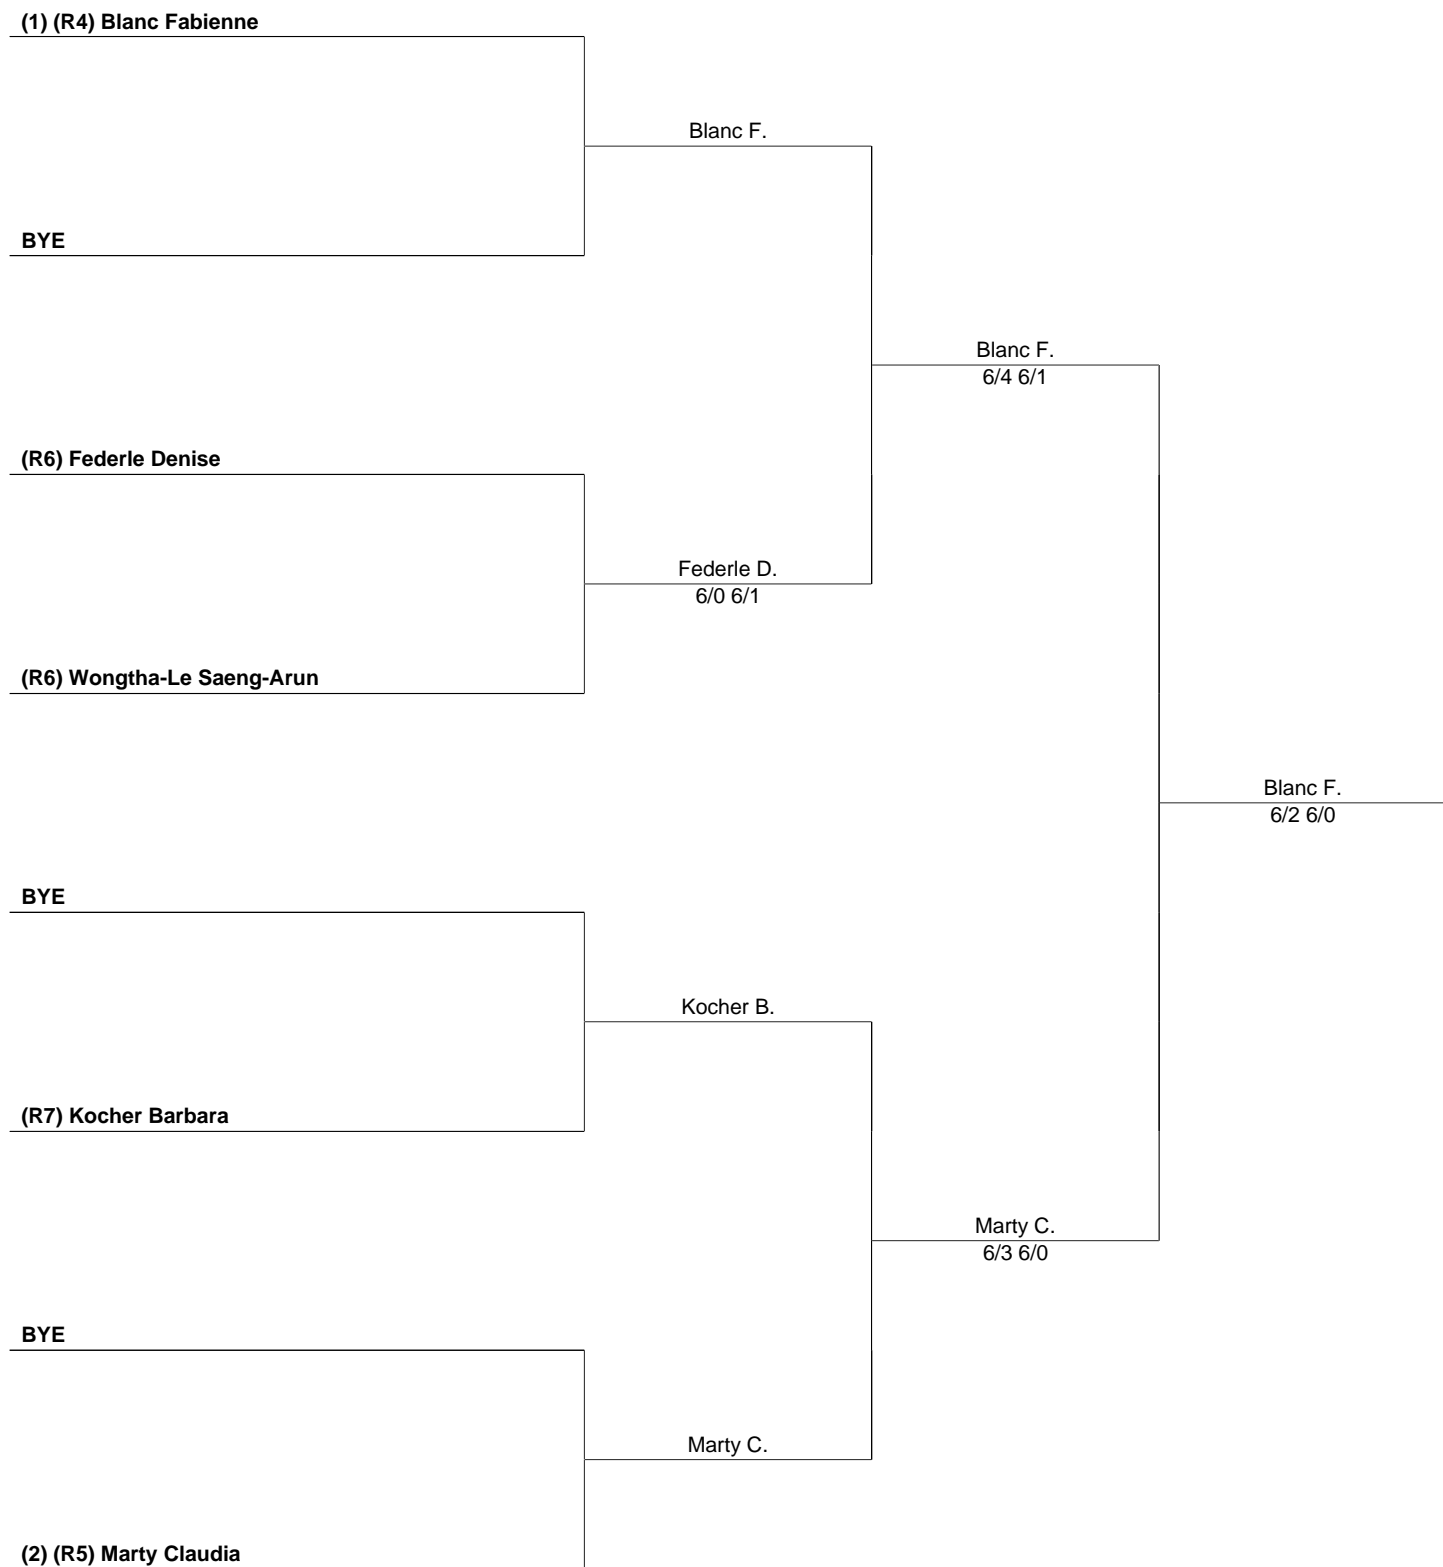 (1) (R4) Blanc Fabienne
Blanc F.
BYE
Blanc F.
6/4 6/1
(R6) Federle Denise
Federle D.
6/0 6/1
(R6) Wongtha-Le Saeng-Arun
Blanc F.
6/2 6/0
BYE
Kocher B.
(R7) Kocher Barbara
Marty C.
6/3 6/0
BYE
Marty C.
(2) (R5) Marty Claudia